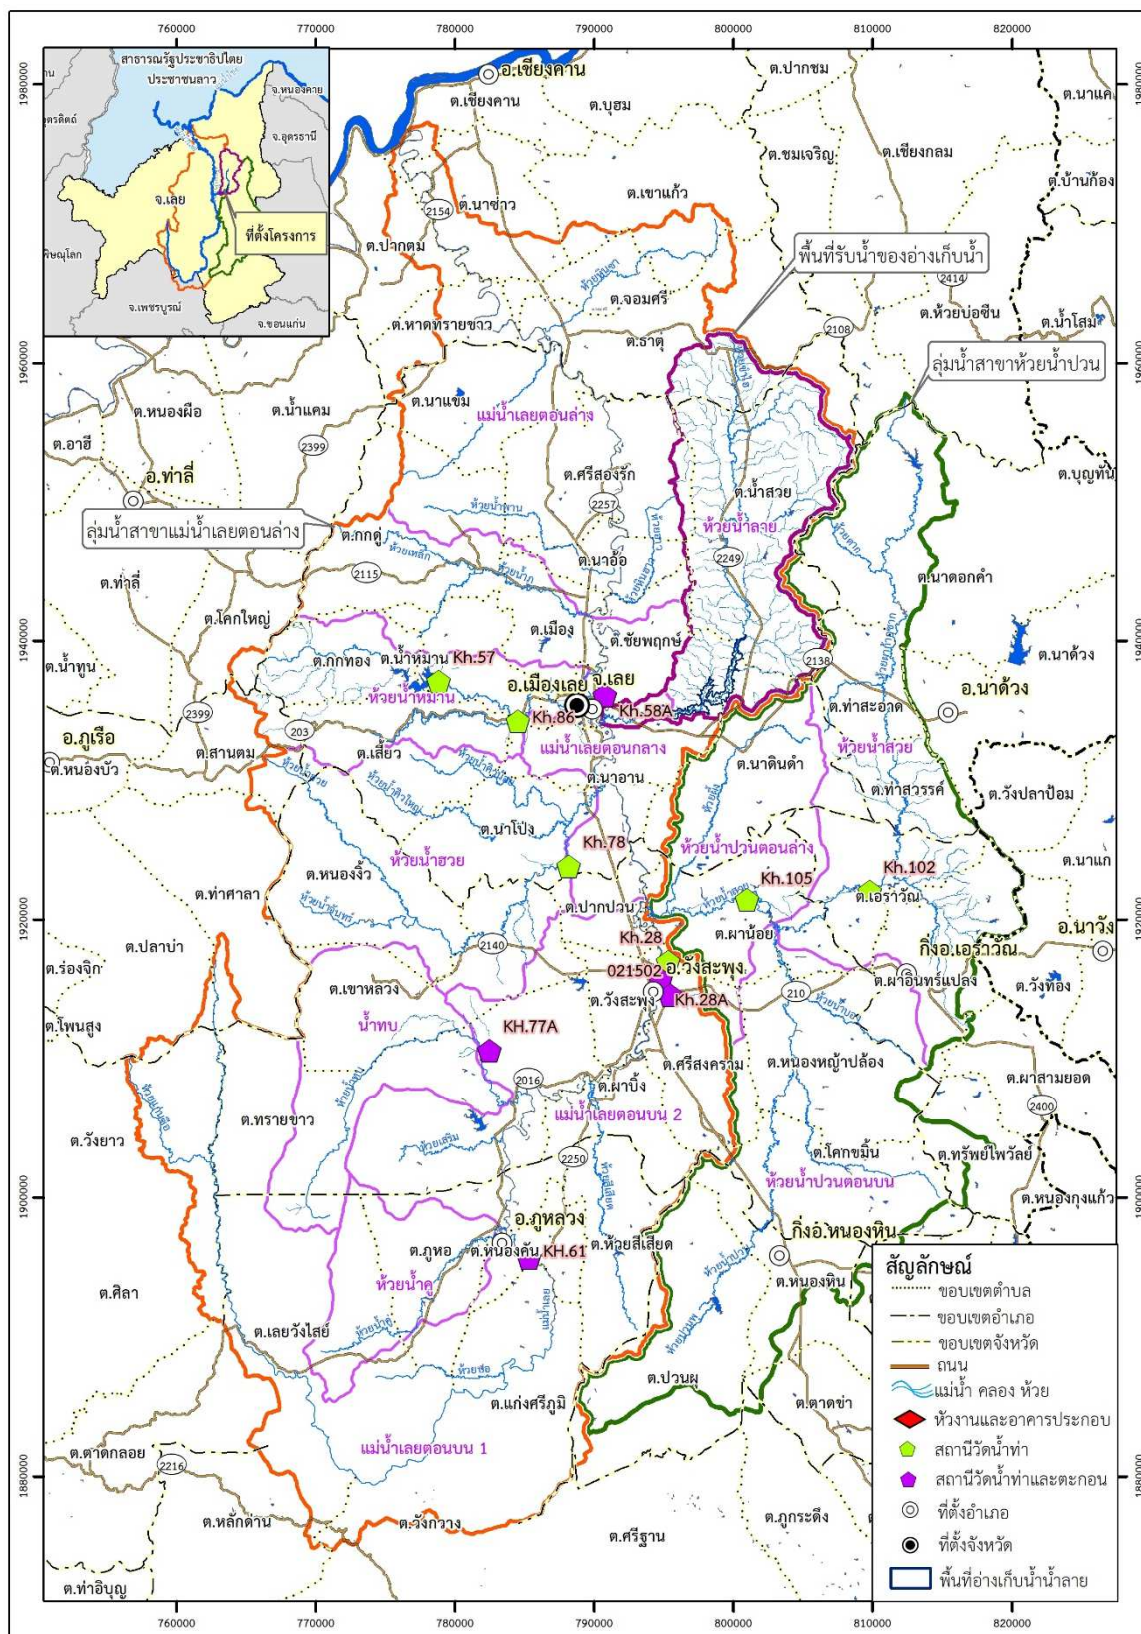 760000
770000
780000
790000
800000
810000
820000
สาธารณรัฐประชาธิปไตย
ประชาชนลาว
จ.หนองคาย
จ.อุดรธานี
จ.เลย
ที่ตั้งโครงการ
จ.เพชรบูรณ์
จ.ขอนแก่น
อ.เชียงคาน
ต.เชียงคาน
ต.บุฮม
ต.ปากชม
ต.ชมเจริญ
ต.เชียงกลม
ต.บ้านก้อง
ต.เขาแก้ว
ต.นาซ่าว
2154
ต.ปากตม
พื้นที่รับน้ำของอ่างเก็บน้ำ
2414
ต.จอมศรี
ต.ห้วยบ่อซืน
ต.น้ำโสม
ต.หาดทรายขาว
ต.ธาตุ
2108
ลุ่มน้ำสาขาห้วยน้ำปวน
ต.หนองผือ
ต.น้ำแคม
ต.นาแขม
แม่น้ำเลยตอนล่าง
ต.อาฮี
2399
อ.ท่าลี่
ต.ศรีสองรัก
ต.น้ำสวย
ต.บุญทัน
2257
ห้วยน้ำลาย
ลุ่มน้ำสาขาแม่น้ำเลยตอนล่าง
ต.กกดู่
ต.นาอ้อ
2249
ต.ท่าลี่
2115
ต.นาดอกคำ
ต.โคกใหญ่
ต.เมือง
ต.ชัยพฤกษ์
ต.น้ำทูน
ต.กกทอง
ต.น้ำหมาน
Kh.57
2138
ต.นาด้วง
อ.เมืองเลย
จ.เลย
อ.นาด้วง
ห้วยน้ำหมาน
Kh.58A
ต.ท่าสะอาด
2399
Kh.86
203
อ.ภูเรือ
ต.สานตม
ต.เสี้ยว
แม่น้ำเลยตอนกลาง
ห้วยน้ำสวย
ต.หนองบัว
ต.นาอาน
ต.นาดินดำ
ต.ท่าสวรรค์
ต.วังปลาป้อม
ต.นาโป่ง
Kh.78
ห้วยน้ำปวนตอนล่าง
ห้วยน้ำฮวย
ต.นาแก
ต.หนองงิ้ว
Kh.105
Kh.102
ต.ท่าศาลา
ต.เอราวัณ
ต.ปากปวน
ต.ผาน้อย
อ.นาวัง
ต.ปลาบ่า
2140
Kh.28
กิ่งอ.เอราวัณ
ต.ร่องจิก
ต.เขาหลวง
021502
อ.วังสะพุง
ต.ผาอินทร์แปลง
ต.วังทอง
ต.วังสะพุง
Kh.28A
210
ต.โพนสูง
น้ำทบ
KH.77A
ต.ศรีสงคราม
ต.หนองหญ้าปล้อง
2016
ต.ผาบิ้ง
ต.ผาสามยอด
ต.ทรายขาว
แม่น้ำเลยตอนบน 2
2400
ต.วังยาว
2250
ต.โคกขมิ้น
ต.ทรัพย์ไพวัลย์
ห้วยน้ำปวนตอนบน
ต.หนองกุงแก้ว
อ.ภูหลวง
กิ่งอ.หนองหิน
ต.ภูหอ
ต.หนองคัน
KH.61
ต.ห้วยสีเสียด
ต.หนองหิน
ต.ศิลา
ห้วยน้ำคู
ต.เลยวังไสย์
ต.ปวนพุ
ต.แก่งศรีภูมิ
ต.ตาดข่า
ต.ตาดกลอย
แม่น้ำเลยตอนบน 1
2216
ต.วังกวาง
ต.หลักด่าน
ต.ศรีฐาน
ต.ภูกระดึง
ต.ท่าอิบุญ
สัญลักษณ์
ขอบเขตตำบล
ขอบเขตอำเภอ
ขอบเขตจังหวัด
ถนน
แม่น้ำ คลอง ห้วย
หัวงานและอาคารประกอบ
สถานีวัดน้ำท่า
สถานีวัดน้ำท่าและตะกอน
ที่ตั้งอำเภอ
ที่ตั้งจังหวัด
พื้นที่อ่างเก็บน้ำน้ำลาย
1980000
1960000
1940000
1920000
1900000
1880000
1980000
1960000
1940000
1920000
1900000
1880000
760000
770000
780000
790000
800000
810000
820000